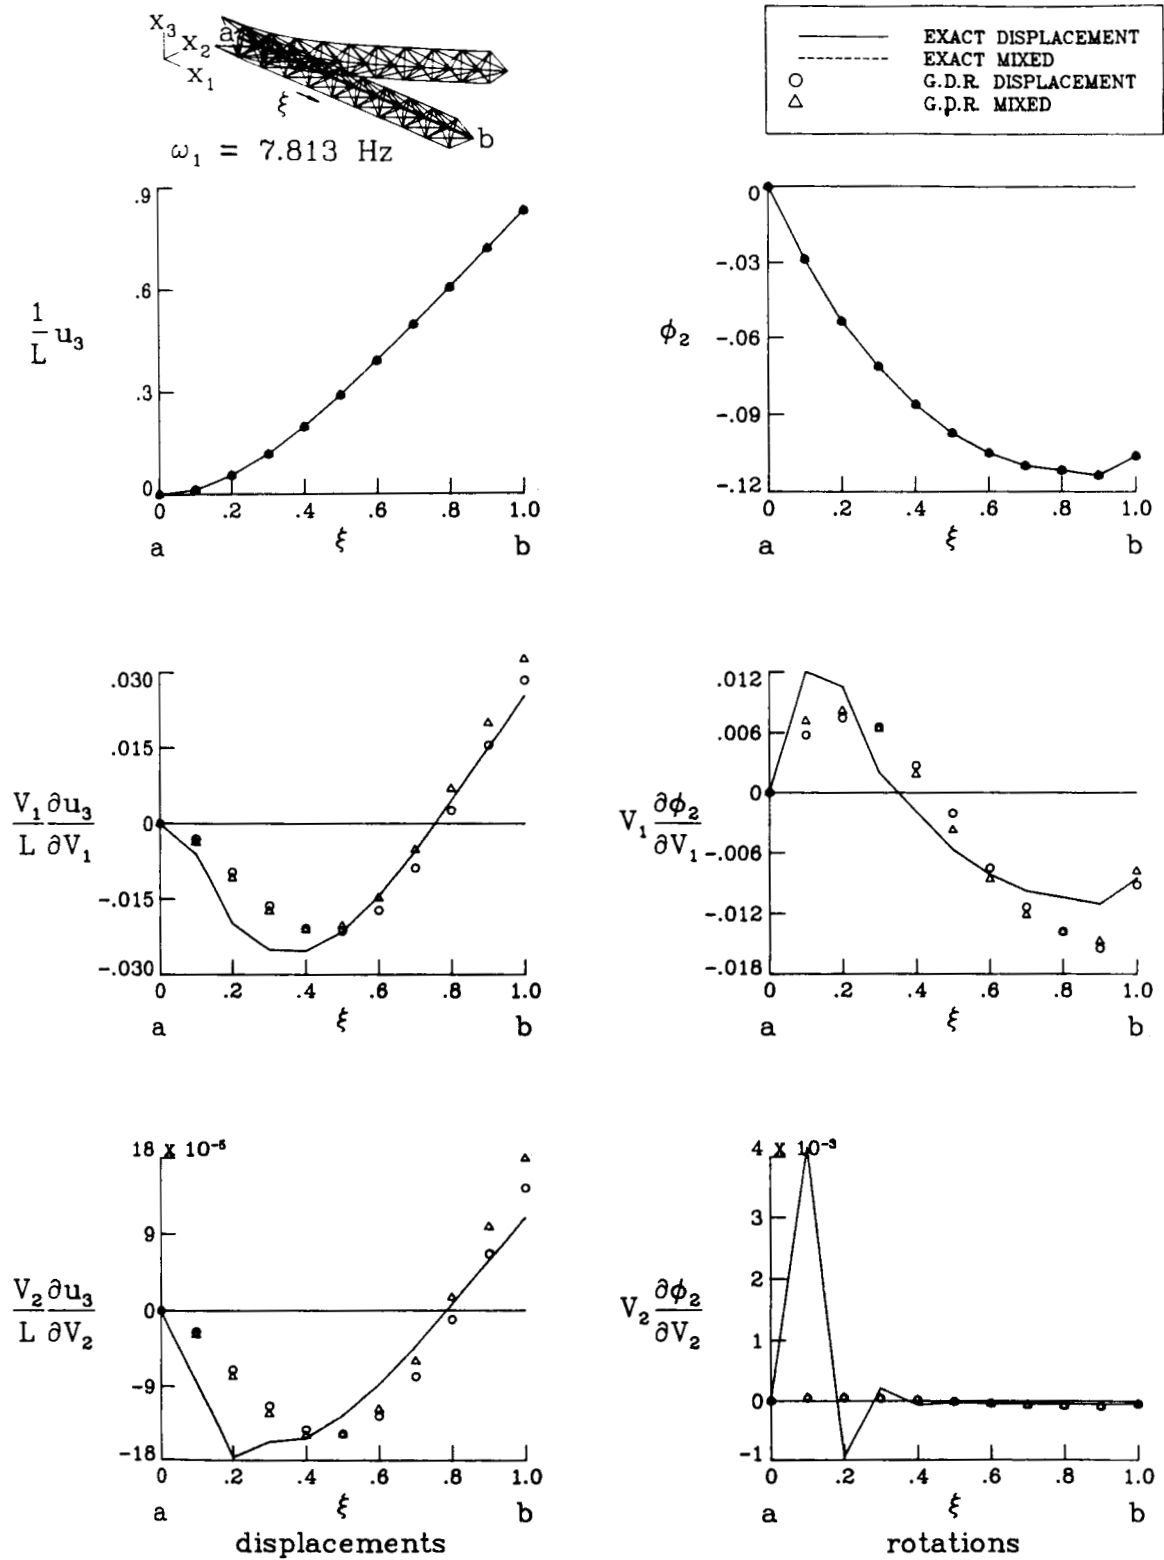 X₃
a
X₂
X₁
ξ
b
ω₁ = 7.813 Hz
EXACT DISPLACEMENT
EXACT MIXED
G.D.R. DISPLACEMENT
G.D.R. MIXED
.9
.6
.3
0
1/L u₃
0 .2 .4 .6 .8 1.0
a ξ b
0
-.03
-.06
-.09
-.12
ϕ₂
0 .2 .4 .6 .8 1.0
a ξ b
.030
.015
0
-.015
-.030
V₁/L ∂u₃/∂V₁
0 .2 .4 .6 .8 1.0
a ξ b
.012
.006
0
-.006
-.012
-.018
V₁ ∂ϕ₂/∂V₁
0 .2 .4 .6 .8 1.0
a ξ b
18 X 10⁻⁵
9
0
-9
-18
V₂/L ∂u₃/∂V₂
0 .2 .4 .6 .8 1.0
a ξ b
displacements
4 X 10⁻³
3
2
1
0
-1
V₂ ∂ϕ₂/∂V₂
0 .2 .4 .6 .8 1.0
a ξ b
rotations